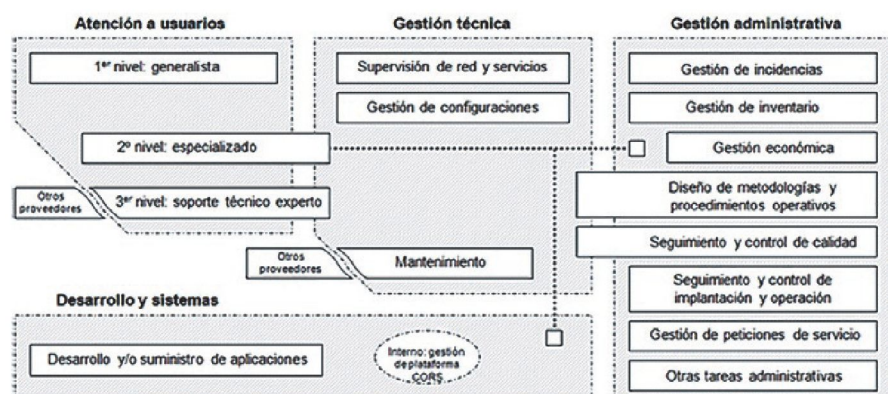 Atención a usuarios
1er nivel: generalista
2º nivel: especializado
Otros
proveedores
3er nivel: soporte técnico experto
Gestión técnica
Supervisión de red y servicios
Gestión de configuraciones
Otros
proveedores
Mantenimiento
Gestión administrativa
Gestión de incidencias
Gestión de inventario
Gestión económica
Diseño de metodologías y
procedimientos operativos
Seguimiento y control de calidad
Seguimiento y control de
implantación y operación
Gestión de peticiones de servicio
Otras tareas administrativas
Desarrollo y sistemas
Desarrollo y/o suministro de aplicaciones
Interno: gestión
de plataforma
CORS